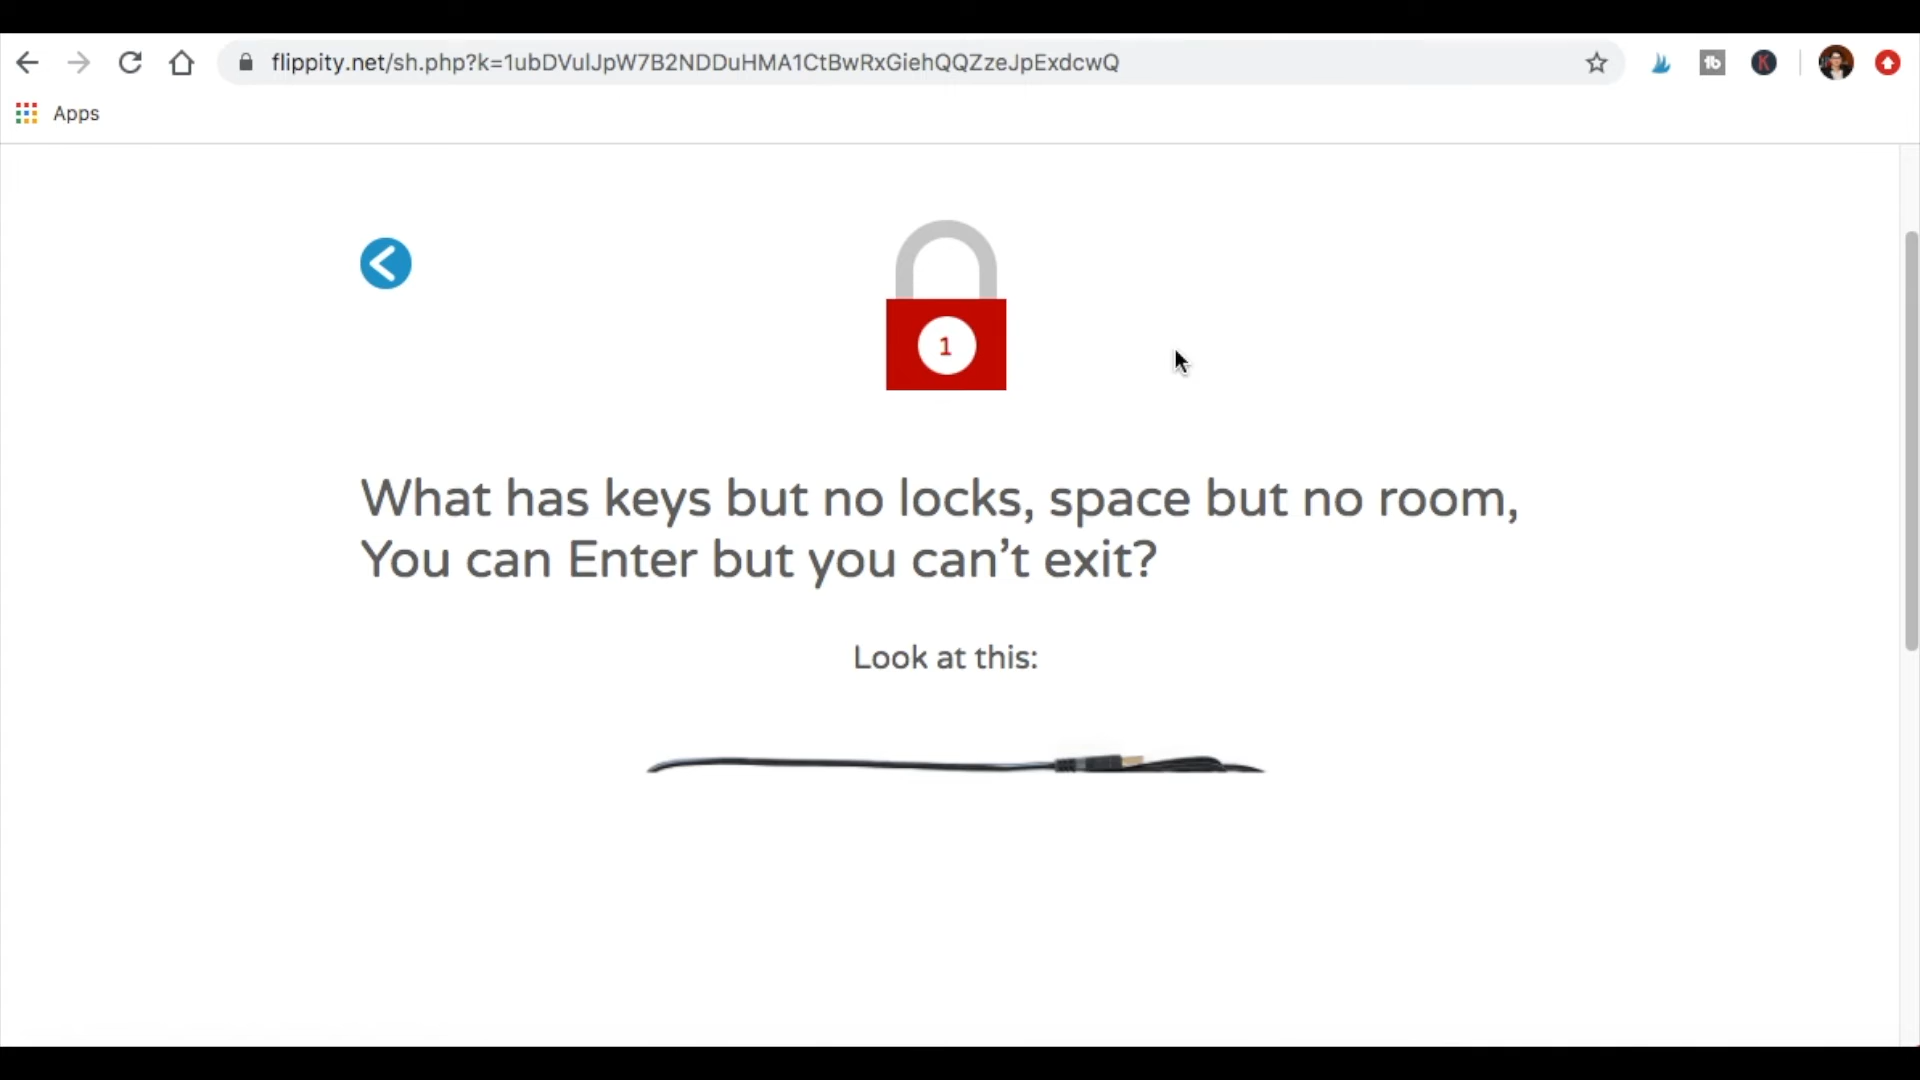 flippity.net/sh.php?k=1ubDVulJpW7B2NDDuHMA1CtBwRxGiehQQZzeJpExdcwQ
Apps
1
What has keys but no locks, space but no room,
You can Enter but you can’t exit?
Look at this: